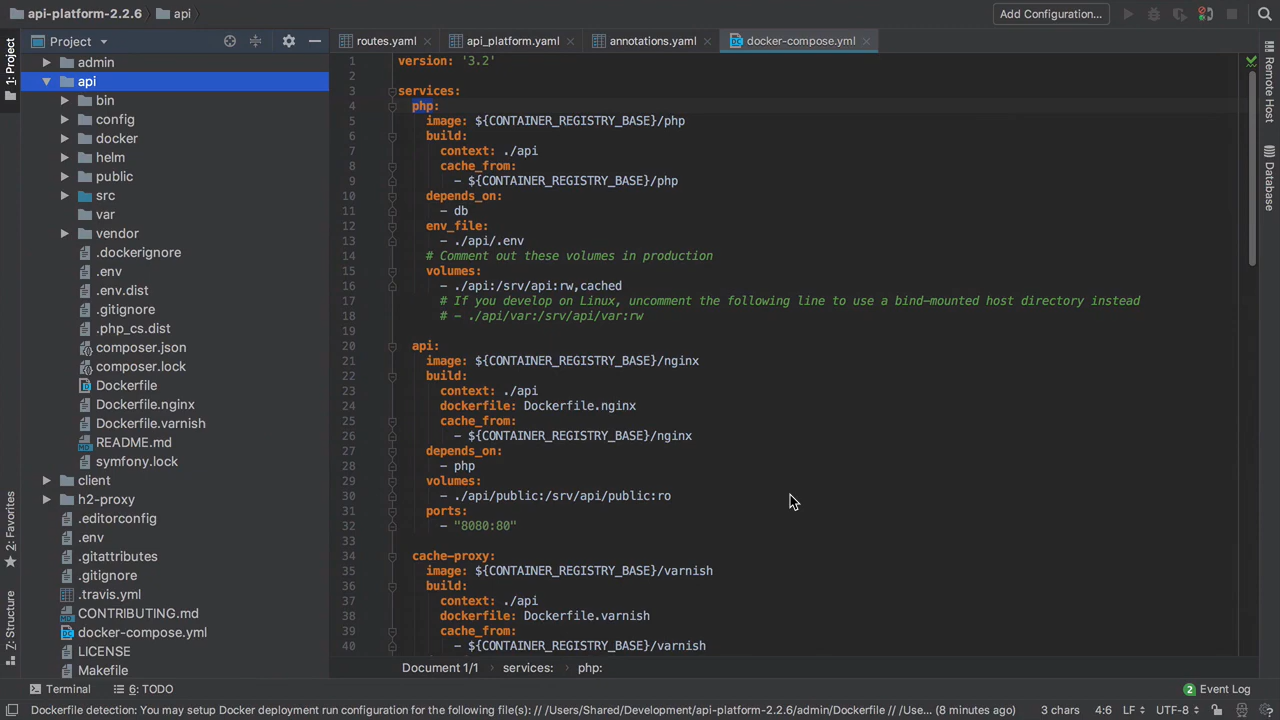 api-platform-2.2.6
api
Add Configuration...
Project
routes.yaml
api_platform.yaml
annotations.yaml
docker-compose.yml
1: Project
2: Favorites
Z: Structure
Remote Host
Database
admin
api
bin
config
docker
helm
public
src
var
vendor
.dockerignore
.env
.env.dist
.gitignore
.php_cs.dist
composer.json
composer.lock
Dockerfile
Dockerfile.nginx
Dockerfile.varnish
README.md
symfony.lock
client
h2-proxy
.editorconfig
.env
.gitattributes
.gitignore
.travis.yml
CONTRIBUTING.md
docker-compose.yml
LICENSE
Makefile
1 version: '3.2'
2
3 services:
4 php:
5 image: ${CONTAINER_REGISTRY_BASE}/php
6 build:
7 context: ./api
8 cache_from:
9 - ${CONTAINER_REGISTRY_BASE}/php
10 depends_on:
11 - db
12 env_file:
13 - ./api/.env
14 # Comment out these volumes in production
15 volumes:
16 - ./api:/srv/api:rw,cached
17 # If you develop on Linux, uncomment the following line to use a bind-mounted host directory instead
18 # - ./api/var:/srv/api/var:rw
19
20 api:
21 image: ${CONTAINER_REGISTRY_BASE}/nginx
22 build:
23 context: ./api
24 dockerfile: Dockerfile.nginx
25 cache_from:
26 - ${CONTAINER_REGISTRY_BASE}/nginx
27 depends_on:
28 - php
29 volumes:
30 - ./api/public:/srv/api/public:ro
31 ports:
32 - "8080:80"
33
34 cache-proxy:
35 image: ${CONTAINER_REGISTRY_BASE}/varnish
36 build:
37 context: ./api
38 dockerfile: Dockerfile.varnish
39 cache_from:
40 - ${CONTAINER_REGISTRY_BASE}/varnish
Document 1/1 services: php:
Terminal
6: TODO
2 Event Log
Dockerfile detection: You may setup Docker deployment run configuration for the following file(s): // /Users/Shared/Development/api-platform-2.2.6/admin/Dockerfile // /Use... (8 minutes ago)
3 chars 4:6 LF UTF-8